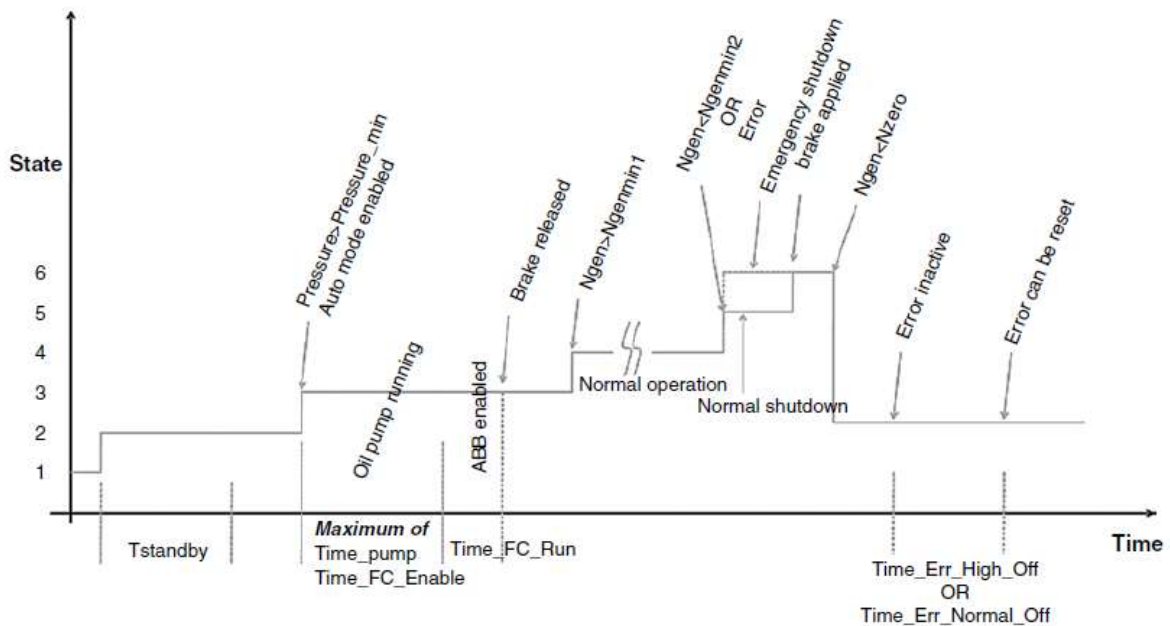 State
6
5
4
3
2
1
Pressure>Pressure_min
Auto mode enabled
Oil pump running
ABB enabled
Brake released
Ngen>Ngenmin1
Normal operation
Ngen<Ngenmin2
OR
Error
Emergency shutdown
brake applied
Normal shutdown
Ngen<Nzero
Error inactive
Error can be reset
Tstandby
Maximum of
Time_pump
Time_FC_Enable
Time_FC_Run
Time_Err_High_Off
OR
Time_Err_Normal_Off
Time